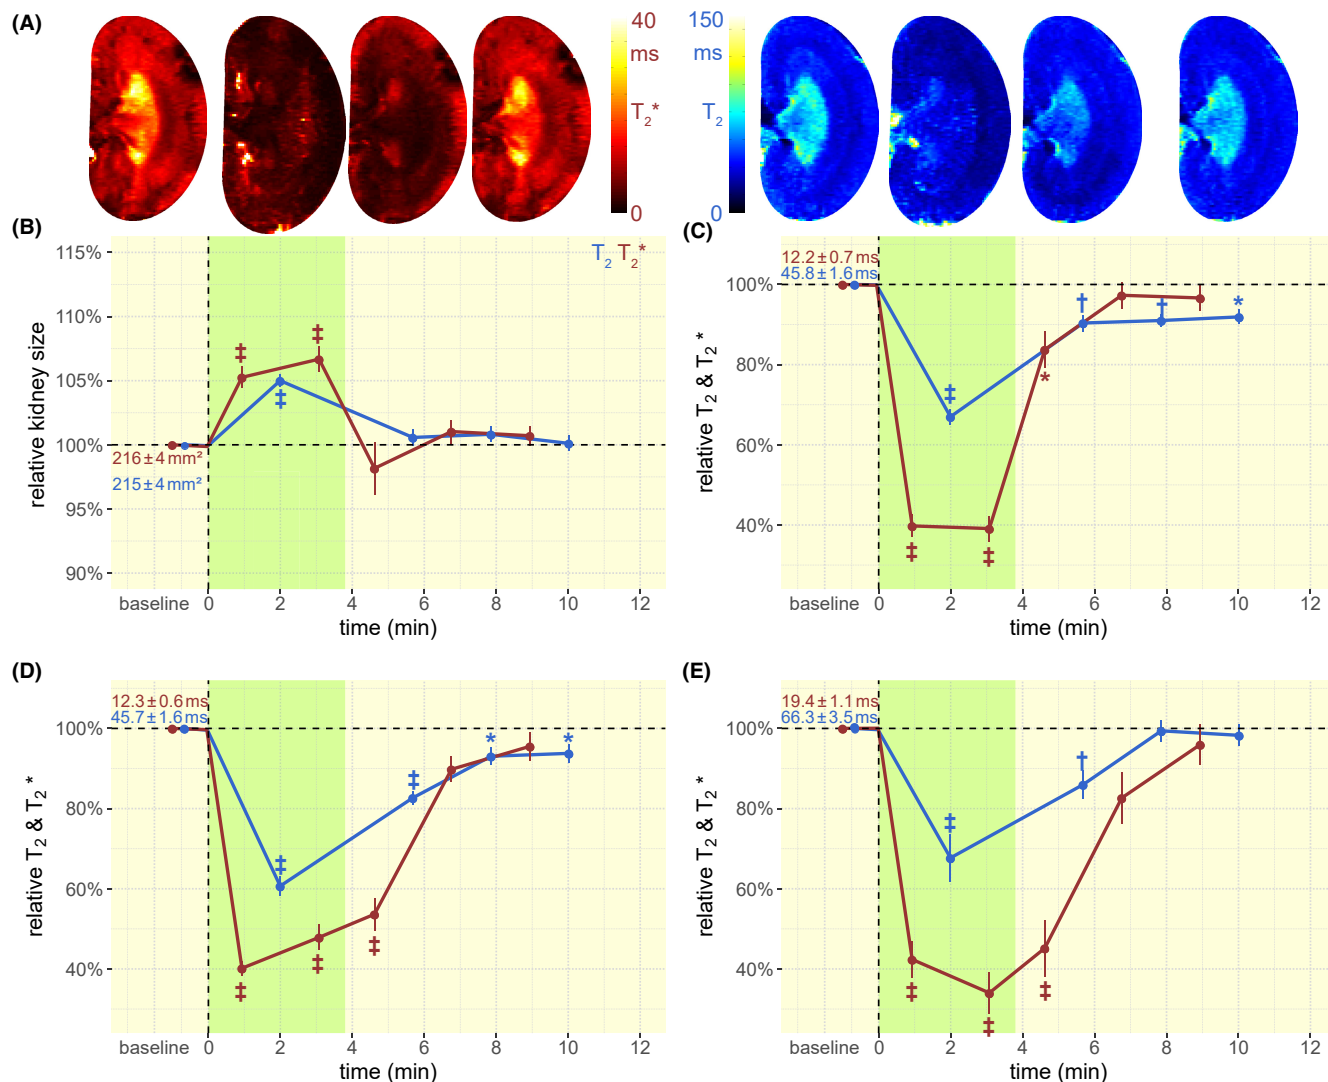 (A)
40
ms
T2*
0
150
ms
T2
0
(B)
115%
110%
105%
100%
95%
90%
relative kidney size
T2 T2*
‡
‡
‡
216±4 mm²
215±4 mm²
baseline 0 2 4 6 8 10 12
time (min)
(C)
100%
80%
60%
40%
relative T2 & T2 *
12.2±0.7 ms
45.8±1.6 ms
† † *
‡
*
‡ ‡
baseline 0 2 4 6 8 10 12
time (min)
(D)
100%
80%
60%
40%
relative T2 & T2 *
12.3±0.6 ms
45.7±1.6 ms
* *
‡
‡
‡ ‡ ‡
baseline 0 2 4 6 8 10 12
time (min)
(E)
100%
80%
60%
40%
relative T2 & T2 *
19.4±1.1 ms
66.3±3.5 ms
†
‡
‡ ‡ ‡
baseline 0 2 4 6 8 10 12
time (min)